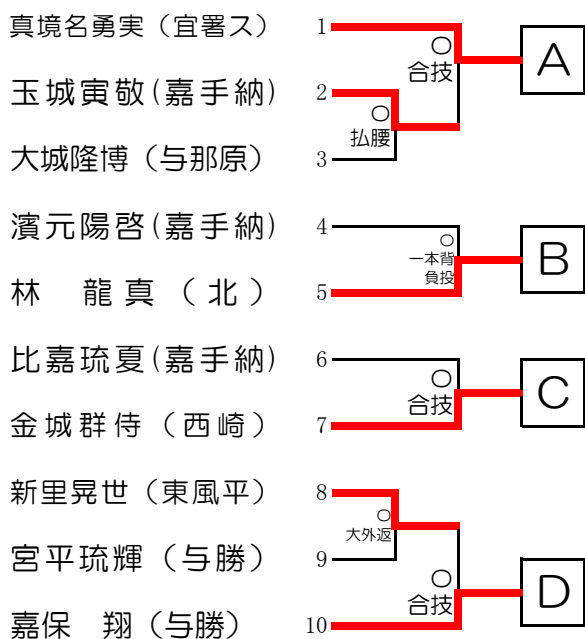 真境名勇実（宜署ス） 1
〇
合技
A
玉城寅敬(嘉手納) 2
〇
払腰
大城隆博（与那原） 3
濱元陽啓(嘉手納) 4
〇
一本背
負投
B
林　龍真（北） 5
比嘉琉夏(嘉手納) 6
〇
合技
C
金城群侍（西崎） 7
新里晃世（東風平） 8
〇
大外返
宮平琉輝（与勝） 9
〇
合技
D
嘉保　翔（与勝） 10